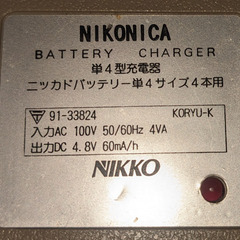 NIKONICA
BATTERY CHARGER
単4型充電器
ニッカドバッテリー単4サイズ4本用
91-33824 KORYU-K
入力AC 100V 50/60Hz 4VA
出力DC 4.8V 60mA/h
NIKKO